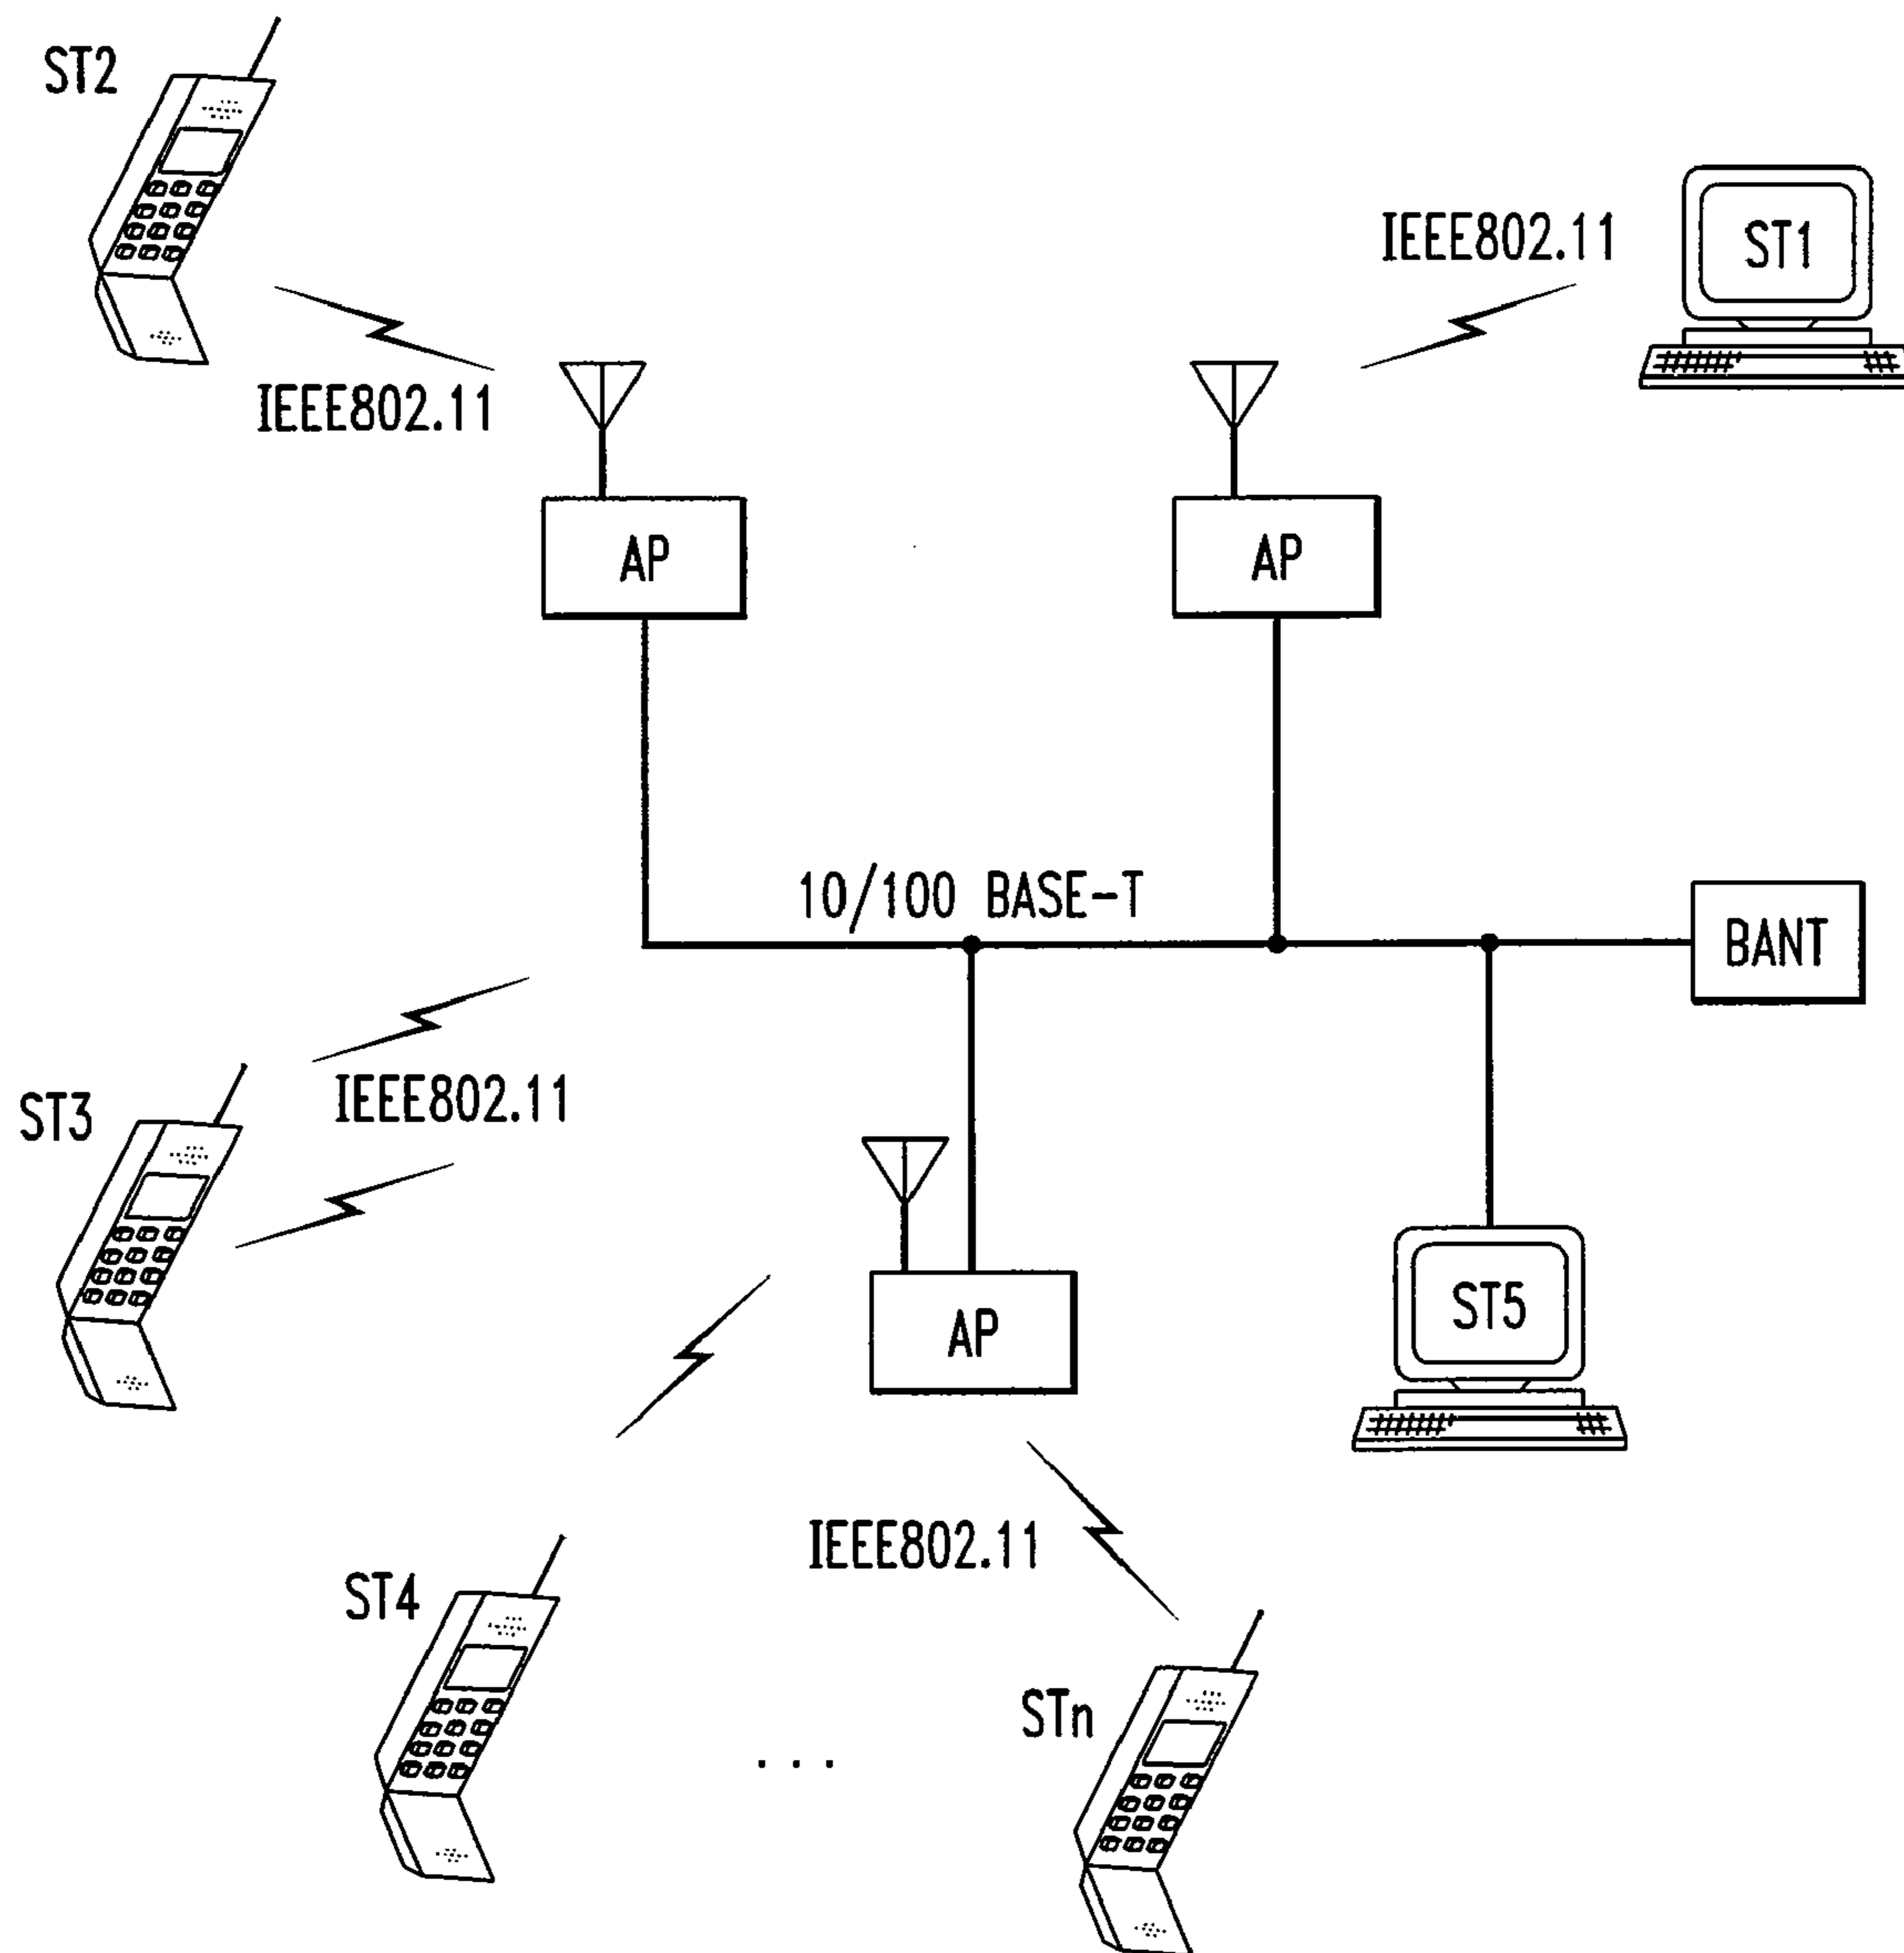 ST2
IEEE802.11
ST1
IEEE802.11
AP
AP
10/100 BASE-T
BANT
IEEE802.11
ST3
ST5
AP
IEEE802.11
ST4
STn
. . .